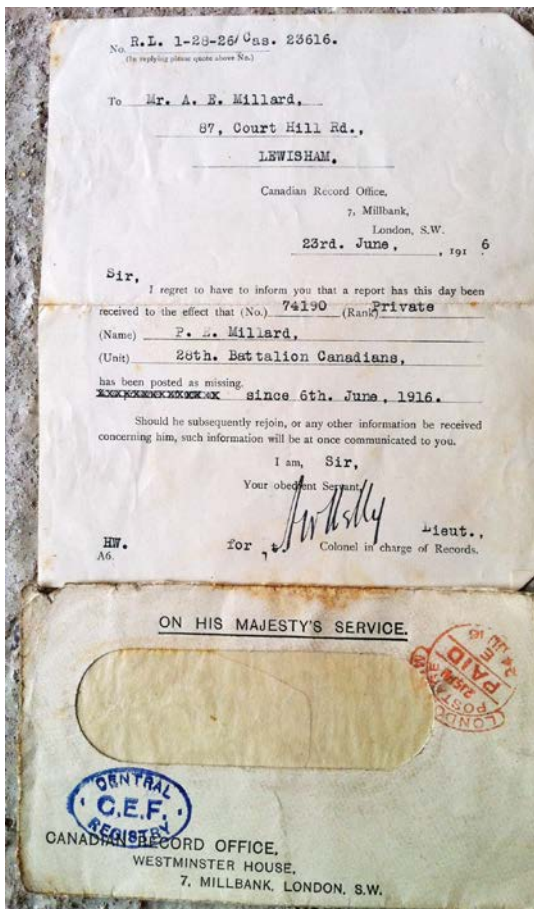 No. R.L. 1-28-26/Cas. 23616.
(In replying please quote above No.)
To Mr. A. E. Millard,
87, Court Hill Rd.,
LEWISHAM.
Canadian Record Office,
7, Millbank,
London, S.W.
23rd. June, , 191 6
Sir,
I regret to have to inform you that a report has this day been
received to the effect that (No.) 74190 (Rank) Private
(Name) P. E. Millard,
(Unit) 28th. Battalion Canadians,
has been posted as missing.
xxxxxxxxxxxxxx since 6th. June, 1916.
Should he subsequently rejoin, or any other information be received
concerning him, such information will be at once communicated to you.
I am, Sir,
Your obedient Servant,
Lieut.,
HW. for Colonel in charge of Records.
A6.
ON HIS MAJESTY'S SERVICE.
LONDON
POSTAGE
PAID
CENTRAL
C.E.F.
REGISTRY
CANADIAN RECORD OFFICE,
WESTMINSTER HOUSE,
7, MILLBANK, LONDON, S.W.